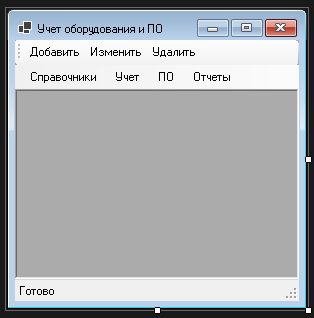 Учет оборудования и ПО
Добавить Изменить Удалить
Справочники Учет ПО Отчеты
Готово